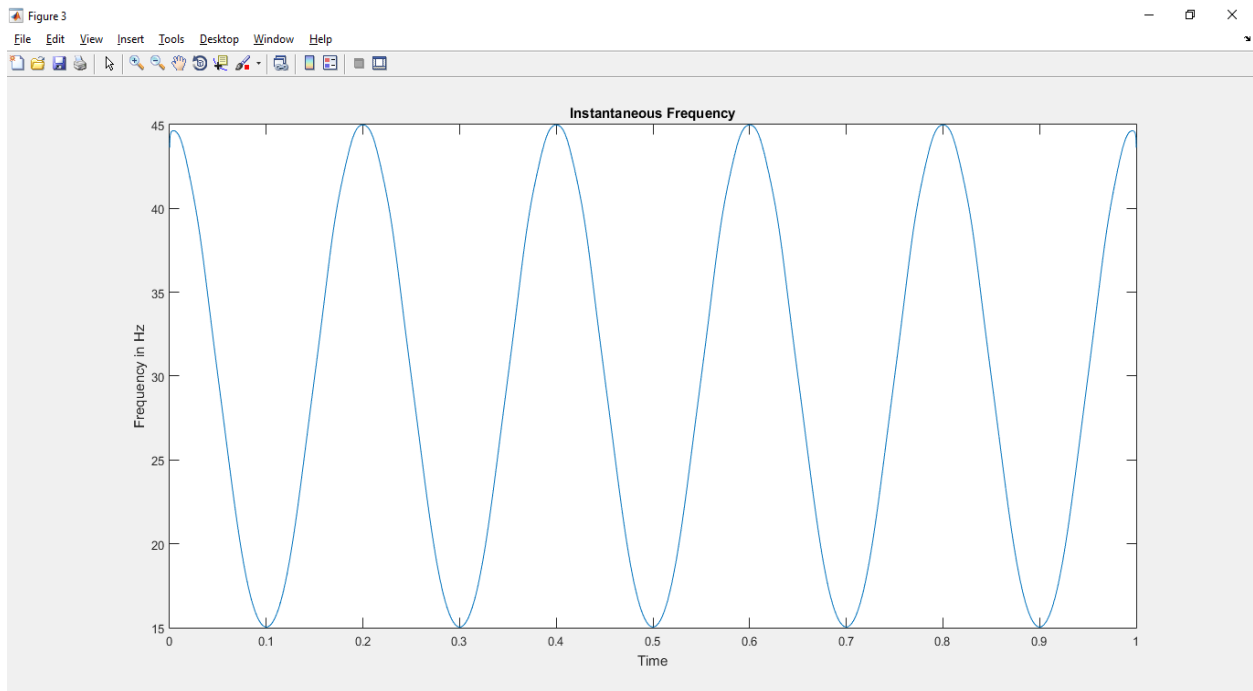 Figure 3
File Edit View Insert Tools Desktop Window Help
Instantaneous Frequency
45
40
35
30
25
20
15
Frequency in Hz
0 0.1 0.2 0.3 0.4 0.5 0.6 0.7 0.8 0.9 1
Time